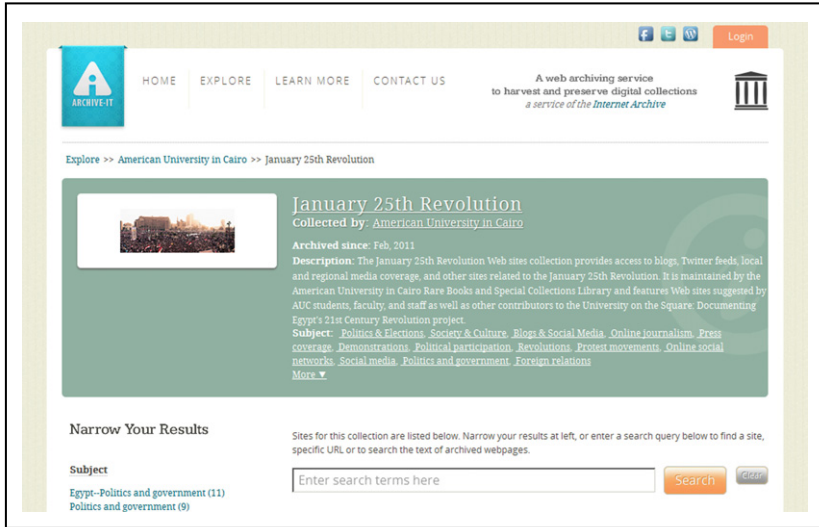 Login
ARCHIVE-IT
HOME EXPLORE LEARN MORE CONTACT US
A web archiving service
to harvest and preserve digital collections
a service of the Internet Archive
Explore >> American University in Cairo >> January 25th Revolution
January 25th Revolution
Collected by: American University in Cairo
Archived since: Feb, 2011
Description: The January 25th Revolution Web sites collection provides access to blogs, Twitter feeds, local
and regional media coverage, and other sites related to the January 25th Revolution. It is maintained by the
American University in Cairo Rare Books and Special Collections Library and features Web sites suggested by
AUC students, faculty, and staff as well as other contributors to the University on the Square: Documenting
Egypt's 21st Century Revolution project.
Subject: Politics & Elections, Society & Culture, Blogs & Social Media, Online journalism, Press
coverage, Demonstrations, Political participation, Revolutions, Protest movements, Online social
networks, Social media, Politics and government, Foreign relations
More ▼
Narrow Your Results
Subject
Egypt--Politics and government (11)
Politics and government (9)
Sites for this collection are listed below. Narrow your results at left, or enter a search query below to find a site,
specific URL or to search the text of archived webpages.
Enter search terms here
Search
Clear